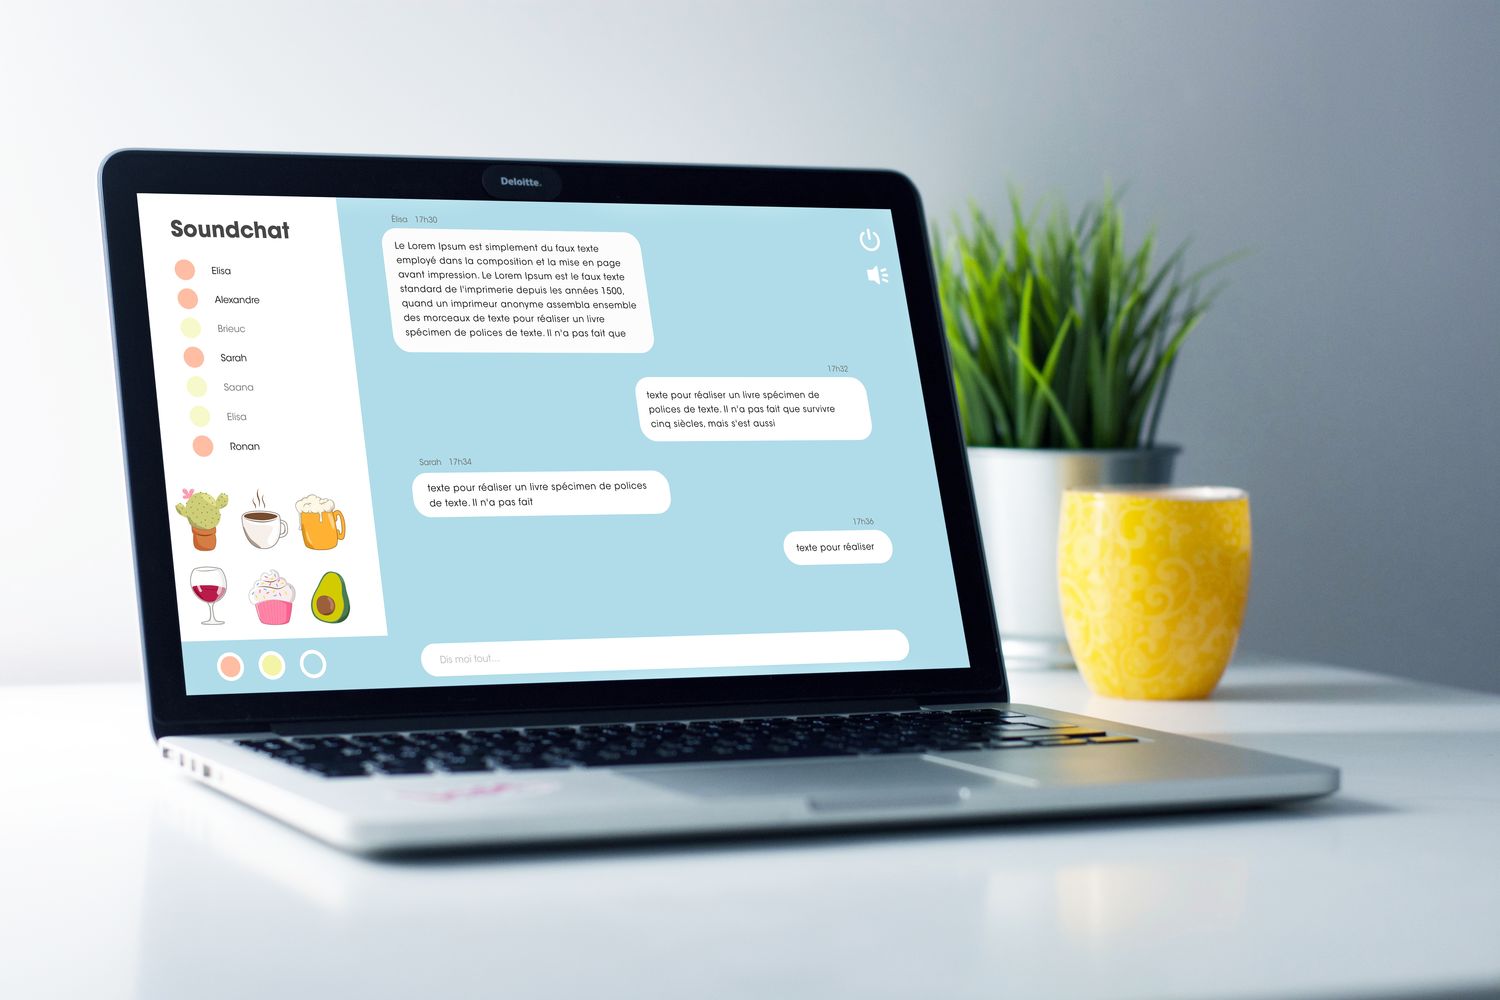 Deloitte.
Soundchat
Elisa
Alexandre
Brieuc
Sarah
Saana
Elisa
Ronan
Élisa 17h30
Le Lorem Ipsum est simplement du faux texte
employé dans la composition et la mise en page
avant impression. Le Lorem Ipsum est le faux texte
standard de l'imprimerie depuis les années 1500,
quand un imprimeur anonyme assembla ensemble
des morceaux de texte pour réaliser un livre
spécimen de polices de texte. Il n'a pas fait que
17h32
texte pour réaliser un livre spécimen de
polices de texte. Il n'a pas fait que survivre
cinq siècles, mais s'est aussi
Sarah 17h34
texte pour réaliser un livre spécimen de polices
de texte. Il n'a pas fait
17h36
texte pour réaliser
Dis moi tout...